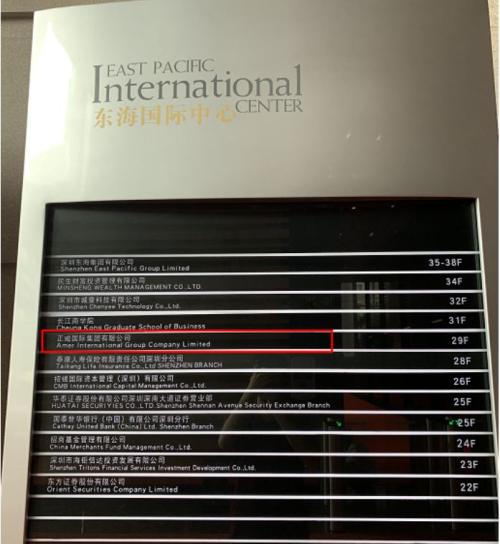 EAST PACIFIC
International
CENTER
东海国际中心
深圳东海集团有限公司
Shenzhen East Pacific Group Limited 35-38F
民生财富投资管理有限公司
MINSHENG WEALTH MANAGEMENT CO.,LTD. 34F
深圳市诚壹科技有限公司
Shenzhen Chenyee Technology Co.,Ltd. 32F
长江商学院
Cheung Kong Graduate School of Business 31F
正威国际集团有限公司
Amer International Group Company Limited 29F
泰康人寿保险有限责任公司深圳分公司
Taikang Life Insurance Co.,Ltd SHENZHEN BRANCH 28F
招银国际资本管理（深圳）有限公司
CMB International Capital Management Co.,Ltd. 26F
华泰证券股份有限公司深圳深南大道证券营业部
HUATAI SECURIYIES CO.,LTD Shenzhen Shennan Avenue Security Exchange Branch 25F
国泰世华银行（中国）有限公司深圳分行
Cathay United Bank (China) Ltd. Shenzhen Branch 25F
招商基金管理有限公司
China Merchants Fund Management Co.,Ltd. 24F
深圳市海钜信达投资发展有限公司
Shenzhen Tritons Financial Services Investment Development Co.,Ltd. 23F
东方证券股份有限公司
Orient Securities Company Limited 22F